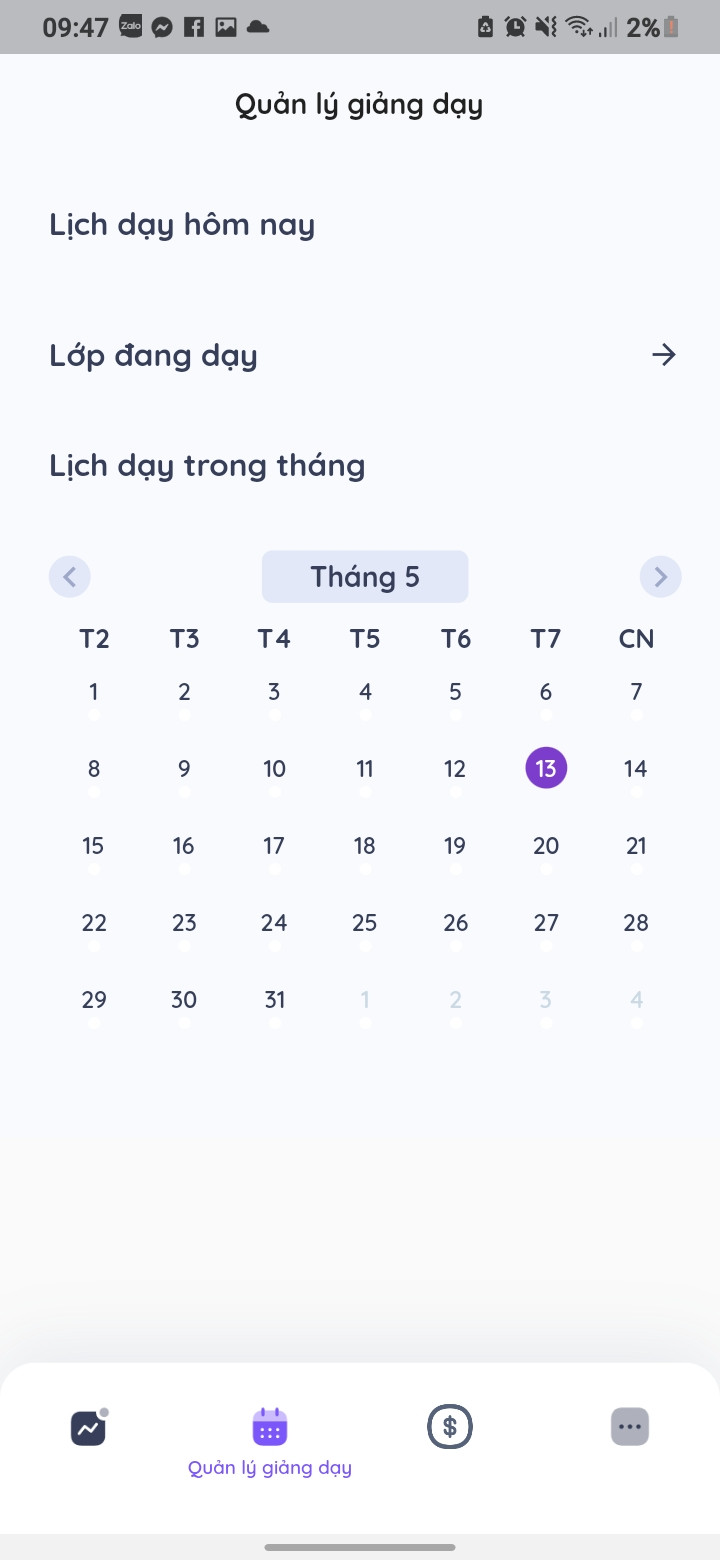 09:47 Zalo 2%
Quản lý giảng dạy
Lịch dạy hôm nay
Lớp đang dạy
Lịch dạy trong tháng
Tháng 5
T2 T3 T4 T5 T6 T7 CN
1 2 3 4 5 6 7
8 9 10 11 12 13 14
15 16 17 18 19 20 21
22 23 24 25 26 27 28
29 30 31 1 2 3 4
$
Quản lý giảng dạy